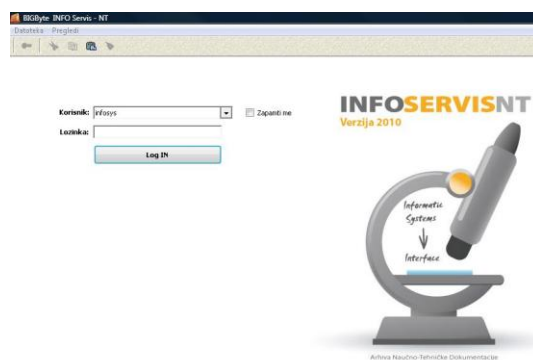 BIGByte INFO Servis - NT
Datoteka Pregledi
Korisnik: infosys Zapamti me
Lozinka:
Log IN
INFOSERVISNT
Verzija 2010
Informatic
Systems
Interface
Arhiva Naučno-Tehničke Dokumentacije